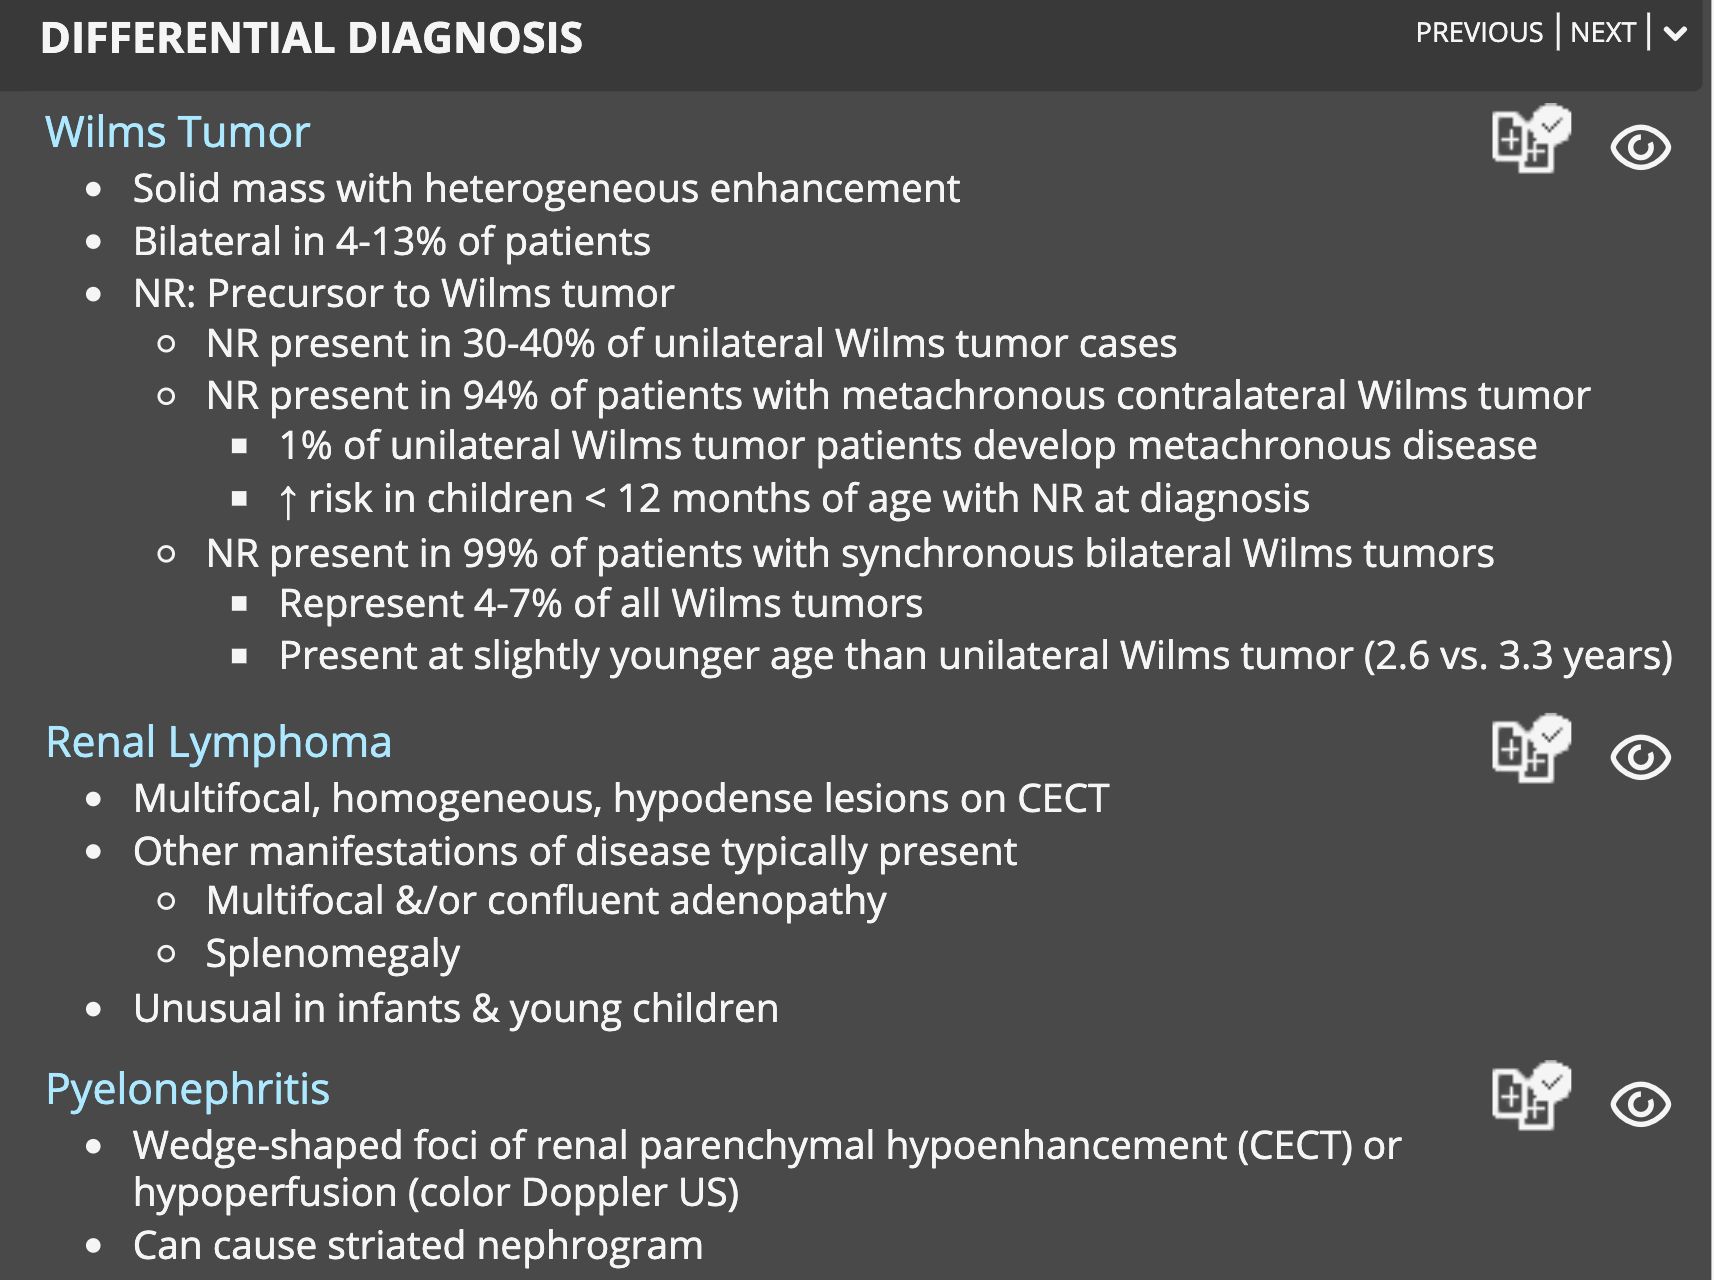 DIFFERENTIAL DIAGNOSIS
PREVIOUS | NEXT |
Wilms Tumor
• Solid mass with heterogeneous enhancement
• Bilateral in 4-13% of patients
• NR: Precursor to Wilms tumor
○ NR present in 30-40% of unilateral Wilms tumor cases
○ NR present in 94% of patients with metachronous contralateral Wilms tumor
▪ 1% of unilateral Wilms tumor patients develop metachronous disease
▪ ↑ risk in children < 12 months of age with NR at diagnosis
○ NR present in 99% of patients with synchronous bilateral Wilms tumors
▪ Represent 4-7% of all Wilms tumors
▪ Present at slightly younger age than unilateral Wilms tumor (2.6 vs. 3.3 years)
Renal Lymphoma
• Multifocal, homogeneous, hypodense lesions on CECT
• Other manifestations of disease typically present
○ Multifocal &/or confluent adenopathy
○ Splenomegaly
• Unusual in infants & young children
Pyelonephritis
• Wedge-shaped foci of renal parenchymal hypoenhancement (CECT) or
hypoperfusion (color Doppler US)
• Can cause striated nephrogram